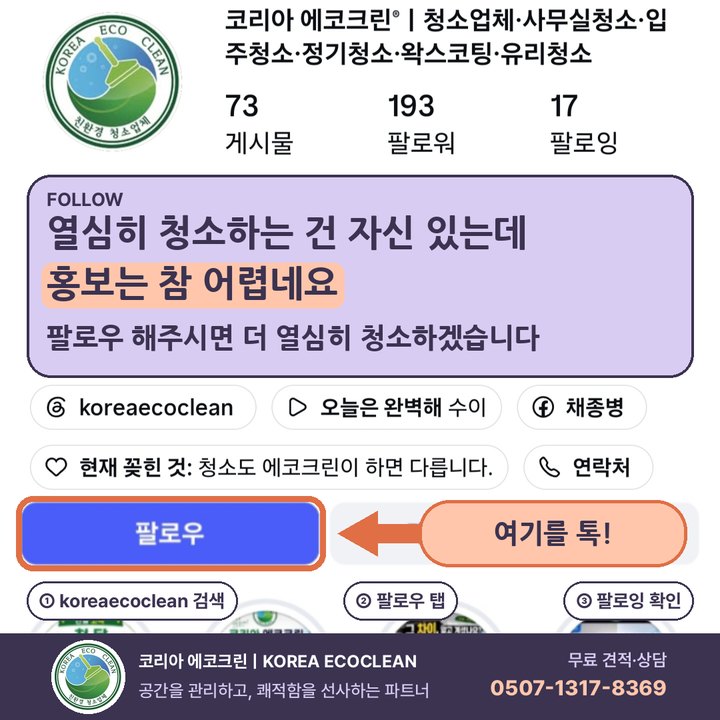 KOREA ECO CLEAN
친환경 청소업체
코리아 에코크린® | 청소업체·사무실청소·입
주청소·정기청소·왁스코팅·유리청소
73
193
17
게시물
팔로워
팔로잉
FOLLOW
열심히 청소하는 건 자신 있는데
홍보는 참 어렵네요
팔로우 해주시면 더 열심히 청소하겠습니다
koreaecoclean
오늘은 완벽해 수이
채종병
현재 꽂힌 것: 청소도 에코크린이 하면 다릅니다.
연락처
팔로우
여기를 톡!
① koreaecoclean 검색
② 팔로우 탭
③ 팔로잉 확인
KOREA ECO CLEAN
친환경 청소업체
코리아 에코크린 | KOREA ECOCLEAN
공간을 관리하고, 쾌적함을 선사하는 파트너
무료 견적·상담
0507-1317-8369